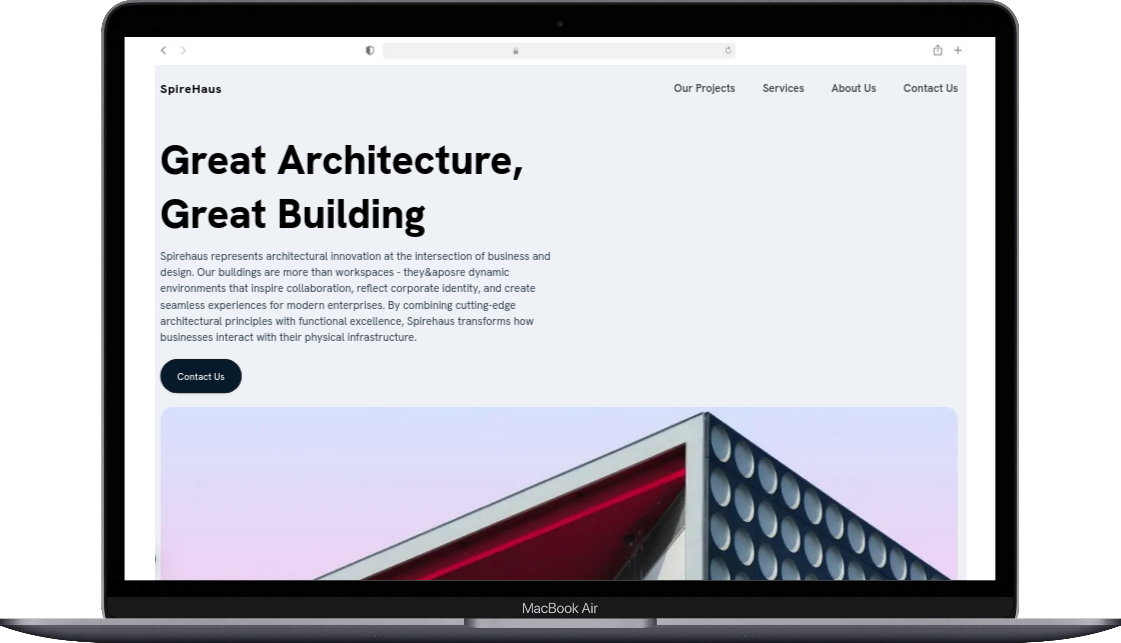 SpireHaus
Our Projects Services About Us Contact Us
Great Architecture,
Great Building
Spirehaus represents architectural innovation at the intersection of business and
design. Our buildings are more than workspaces - they&aposre dynamic
environments that inspire collaboration, reflect corporate identity, and create
seamless experiences for modern enterprises. By combining cutting-edge
architectural principles with functional excellence, Spirehaus transforms how
businesses interact with their physical infrastructure.
Contact Us
MacBook Air